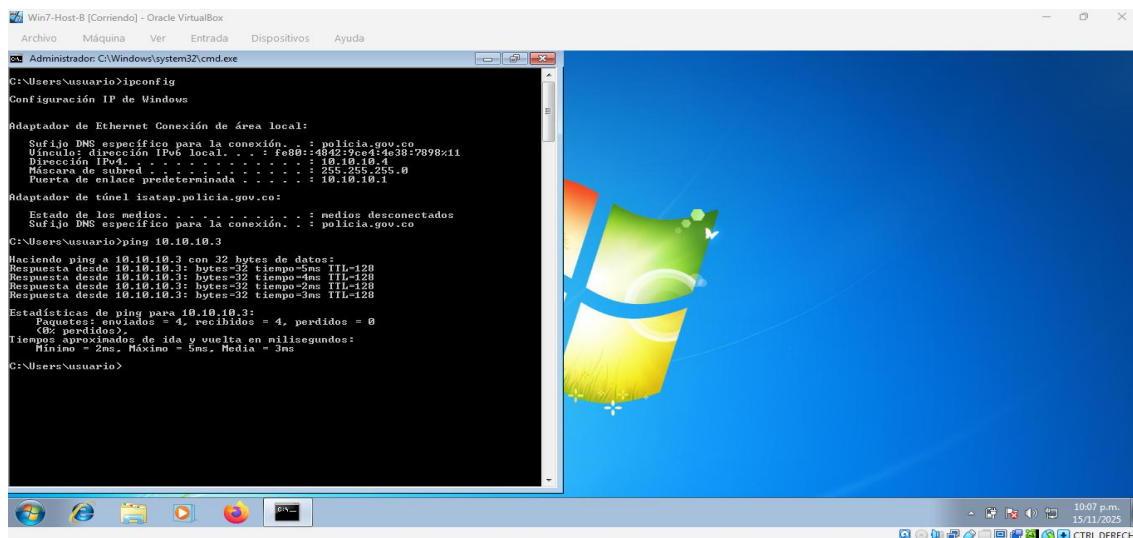 Win7-Host-B [Corriendo] - Oracle VirtualBox
Archivo Máquina Ver Entrada Dispositivos Ayuda
Administrador: C:\Windows\system32\cmd.exe
C:\Users\usuario>ipconfig
Configuración IP de Windows
Adaptador de Ethernet Conexión de área local:
Sufijo DNS específico para la conexión. . : policia.gov.co
Vínculo: dirección IPv6 local. . . : fe80::4842:9ce4:4e38:7898%11
Dirección IPv4. . . . . . . . . . . . . . : 10.10.10.4
Máscara de subred . . . . . . . . . . . . : 255.255.255.0
Puerta de enlace predeterminada . . . . . : 10.10.10.1
Adaptador de túnel isatap.policia.gov.co:
Estado de los medios. . . . . . . . . . . : medios desconectados
Sufijo DNS específico para la conexión. . : policia.gov.co
C:\Users\usuario>ping 10.10.10.3
Haciendo ping a 10.10.10.3 con 32 bytes de datos:
Respuesta desde 10.10.10.3: bytes=32 tiempo=5ms TTL=128
Respuesta desde 10.10.10.3: bytes=32 tiempo=4ms TTL=128
Respuesta desde 10.10.10.3: bytes=32 tiempo=2ms TTL=128
Respuesta desde 10.10.10.3: bytes=32 tiempo=3ms TTL=128
Estadísticas de ping para 10.10.10.3:
Paquetes: enviados = 4, recibidos = 4, perdidos = 0
(0% perdidos),
Tiempos aproximados de ida y vuelta en milisegundos:
Mínimo = 2ms, Máximo = 5ms, Media = 3ms
C:\Users\usuario>
10:07 p.m.
15/11/2025
CTRL DERECH